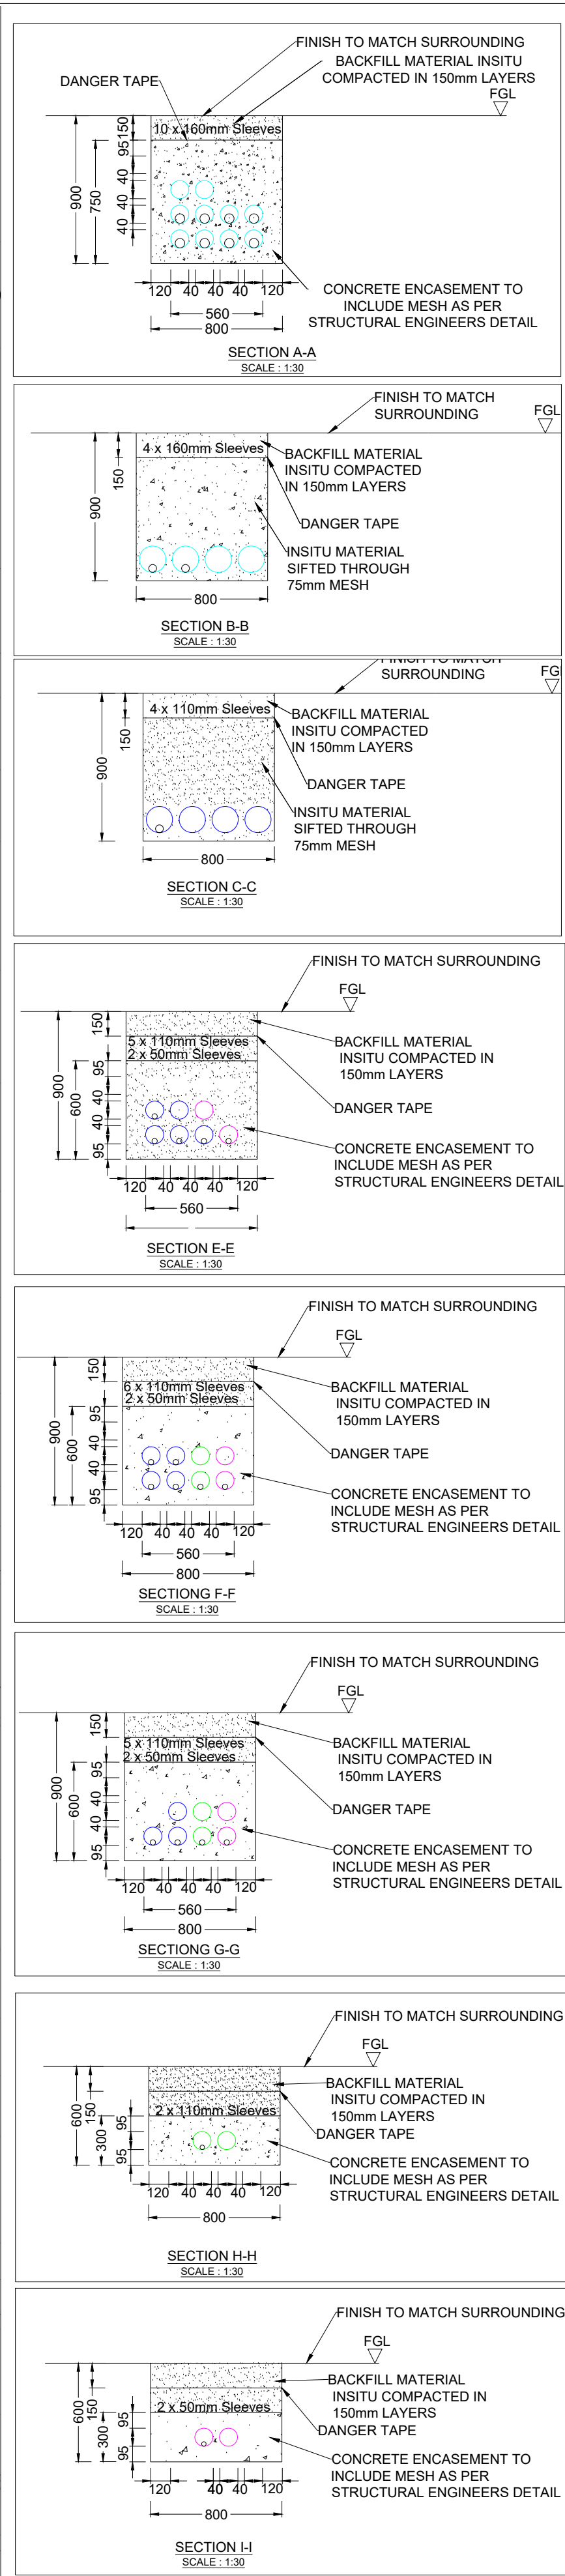 FINISH TO MATCH SURROUNDING
BACKFILL MATERIAL INSITU
COMPACTED IN 150mm LAYERS
DANGER TAPE
FGL
10 x 160mm Sleeves
150
95
40
40
40
900
750
120 40 40 40 120
560
800
CONCRETE ENCASEMENT TO
INCLUDE MESH AS PER
STRUCTURAL ENGINEERS DETAIL
SECTION A-A
SCALE : 1:30
FINISH TO MATCH
SURROUNDING
FGL
4 x 160mm Sleeves
BACKFILL MATERIAL
INSITU COMPACTED
IN 150mm LAYERS
150
900
DANGER TAPE
INSITU MATERIAL
SIFTED THROUGH
75mm MESH
800
SECTION B-B
SCALE : 1:30
FINISH TO MATCH
SURROUNDING
FGL
4 x 110mm Sleeves
BACKFILL MATERIAL
INSITU COMPACTED
IN 150mm LAYERS
150
900
DANGER TAPE
INSITU MATERIAL
SIFTED THROUGH
75mm MESH
800
SECTION C-C
SCALE : 1:30
FINISH TO MATCH SURROUNDING
FGL
150
5 x 110mm Sleeves
2 x 50mm Sleeves
BACKFILL MATERIAL
INSITU COMPACTED IN
150mm LAYERS
95
900
600
40
40
95
DANGER TAPE
CONCRETE ENCASEMENT TO
INCLUDE MESH AS PER
STRUCTURAL ENGINEERS DETAIL
120 40 40 40 120
560
SECTION E-E
SCALE : 1:30
FINISH TO MATCH SURROUNDING
FGL
150
6 x 110mm Sleeves
2 x 50mm Sleeves
BACKFILL MATERIAL
INSITU COMPACTED IN
150mm LAYERS
95
900
600
40
40
95
DANGER TAPE
CONCRETE ENCASEMENT TO
INCLUDE MESH AS PER
STRUCTURAL ENGINEERS DETAIL
120 40 40 40 120
560
800
SECTIONG F-F
SCALE : 1:30
FINISH TO MATCH SURROUNDING
FGL
150
5 x 110mm Sleeves
2 x 50mm Sleeves
BACKFILL MATERIAL
INSITU COMPACTED IN
150mm LAYERS
95
900
600
40
40
95
DANGER TAPE
CONCRETE ENCASEMENT TO
INCLUDE MESH AS PER
STRUCTURAL ENGINEERS DETAIL
120 40 40 40 120
560
800
SECTIONG G-G
SCALE : 1:30
FINISH TO MATCH SURROUNDING
FGL
BACKFILL MATERIAL
INSITU COMPACTED IN
150mm LAYERS
600
150
2 x 110mm Sleeves
300
95
95
DANGER TAPE
CONCRETE ENCASEMENT TO
INCLUDE MESH AS PER
STRUCTURAL ENGINEERS DETAIL
120 40 40 40 120
800
SECTION H-H
SCALE : 1:30
FINISH TO MATCH SURROUNDING
FGL
BACKFILL MATERIAL
INSITU COMPACTED IN
150mm LAYERS
600
150
2 x 50mm Sleeves
300
95
95
DANGER TAPE
CONCRETE ENCASEMENT TO
INCLUDE MESH AS PER
STRUCTURAL ENGINEERS DETAIL
120 40 40 120
800
SECTION I-I
SCALE : 1:30